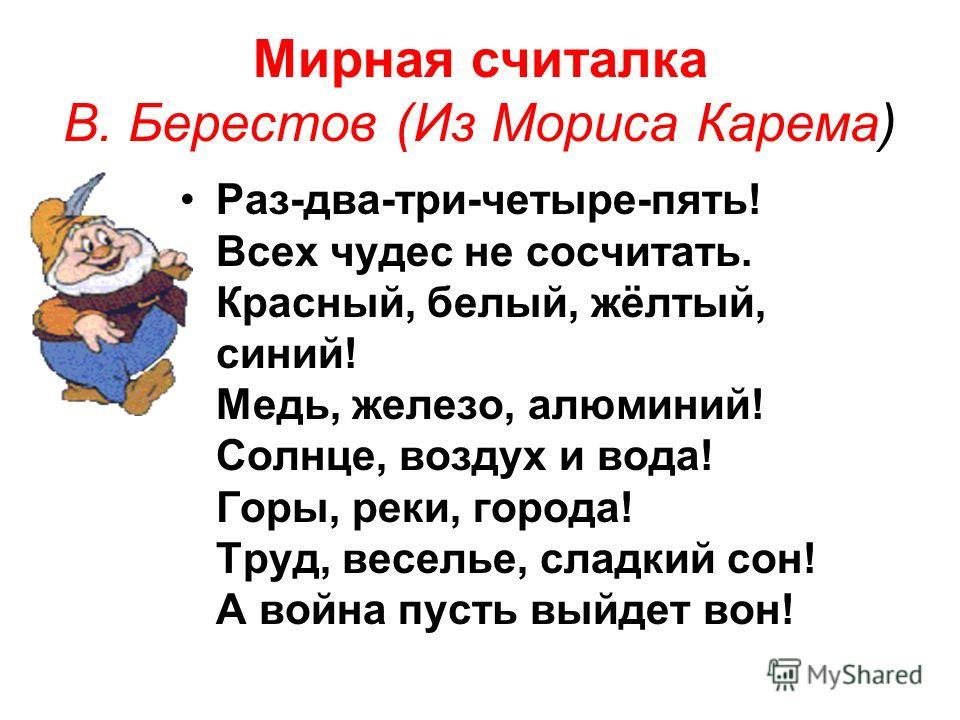 Мирная считалка
В. Берестов (Из Мориса Карема)
• Раз-два-три-четыре-пять!
Всех чудес не сосчитать.
Красный, белый, жёлтый,
синий!
Медь, железо, алюминий!
Солнце, воздух и вода!
Горы, реки, города!
Труд, веселье, сладкий сон!
А война пусть выйдет вон!
MyShared